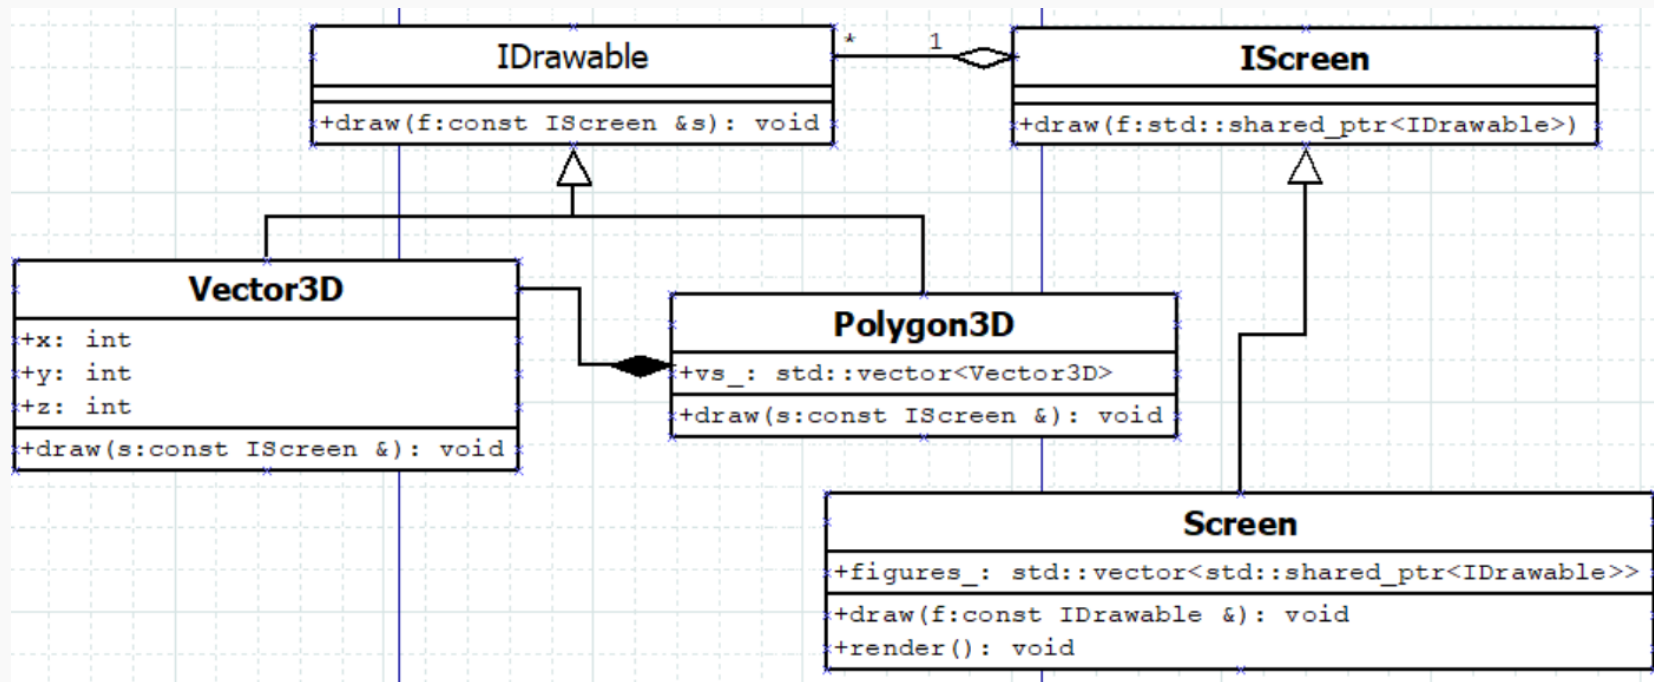 IDrawable
+draw(f:const IScreen &s): void
* 1
IScreen
+draw(f:std::shared_ptr<IDrawable>)
Vector3D
+x: int
+y: int
+z: int
+draw(s:const IScreen &): void
Polygon3D
+vs_: std::vector<Vector3D>
+draw(s:const IScreen &): void
Screen
+figures_: std::vector<std::shared_ptr<IDrawable>>
+draw(f:const IDrawable &): void
+render(): void